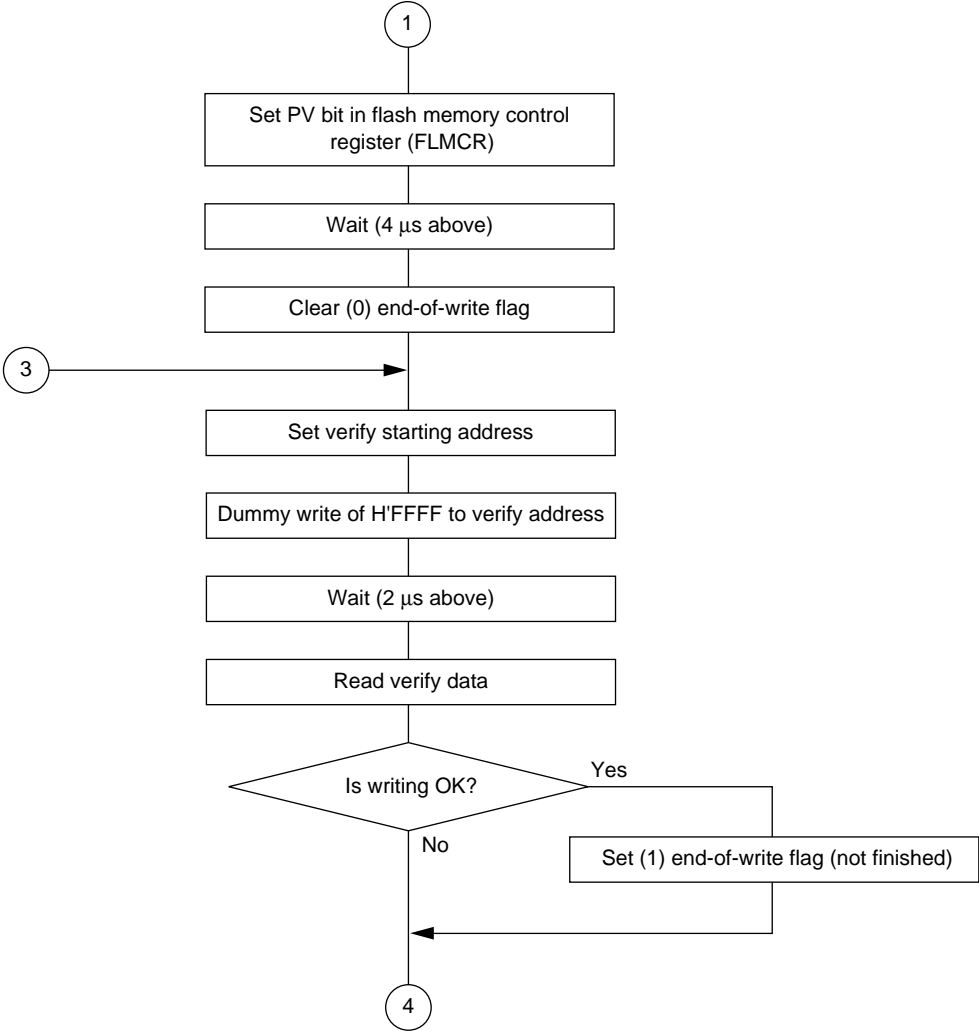 1
Set PV bit in flash memory control
register (FLMCR)
Wait (4 μs above)
Clear (0) end-of-write flag
3
Set verify starting address
Dummy write of H'FFFF to verify address
Wait (2 μs above)
Read verify data
Is writing OK?
Yes
No
Set (1) end-of-write flag (not finished)
4